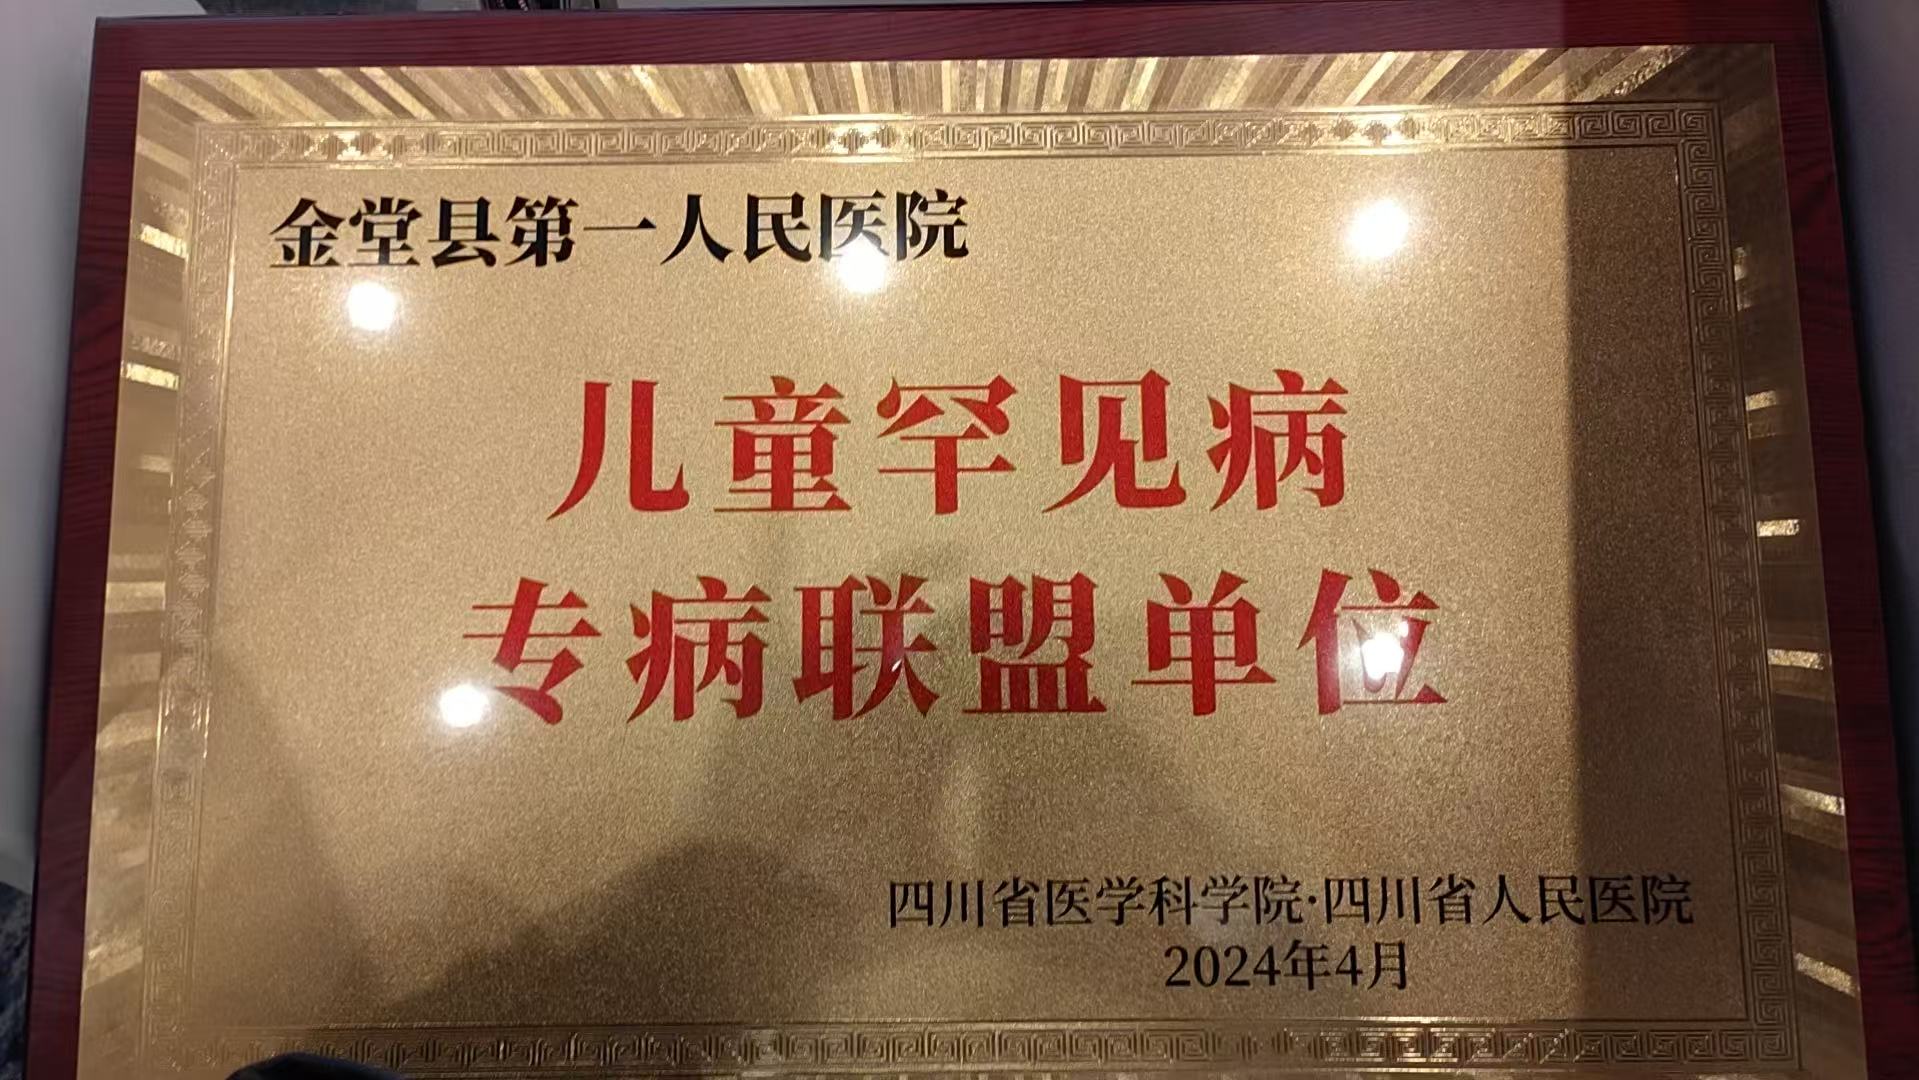 金堂县第一人民医院
儿童罕见病
专病联盟单位
四川省医学科学院·四川省人民医院
2024年4月